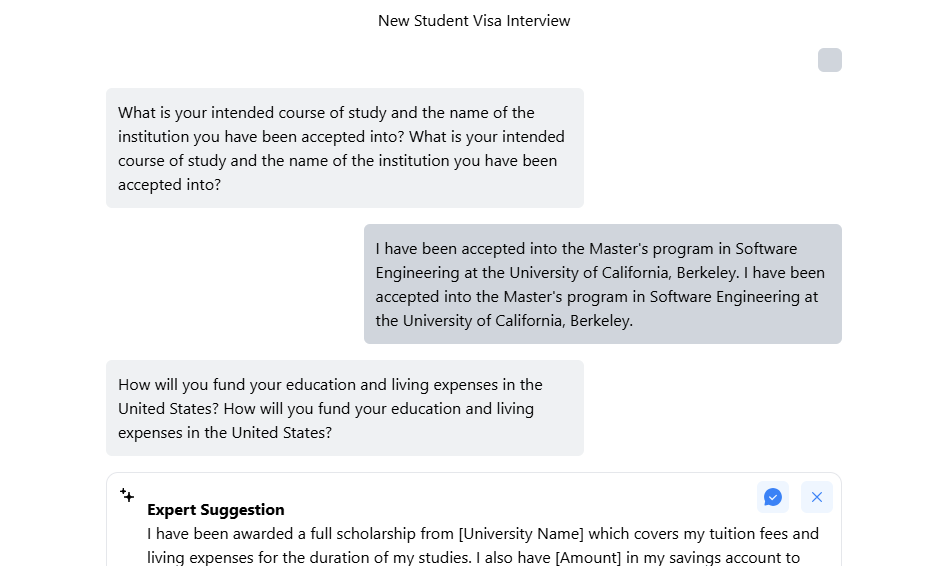 New Student Visa Interview
What is your intended course of study and the name of the
institution you have been accepted into? What is your intended
course of study and the name of the institution you have been
accepted into?
I have been accepted into the Master's program in Software
Engineering at the University of California, Berkeley. I have been
accepted into the Master's program in Software Engineering at
the University of California, Berkeley.
How will you fund your education and living expenses in the
United States? How will you fund your education and living
expenses in the United States?
Expert Suggestion
I have been awarded a full scholarship from [University Name] which covers my tuition fees and
living expenses for the duration of my studies. I also have [Amount] in my savings account to